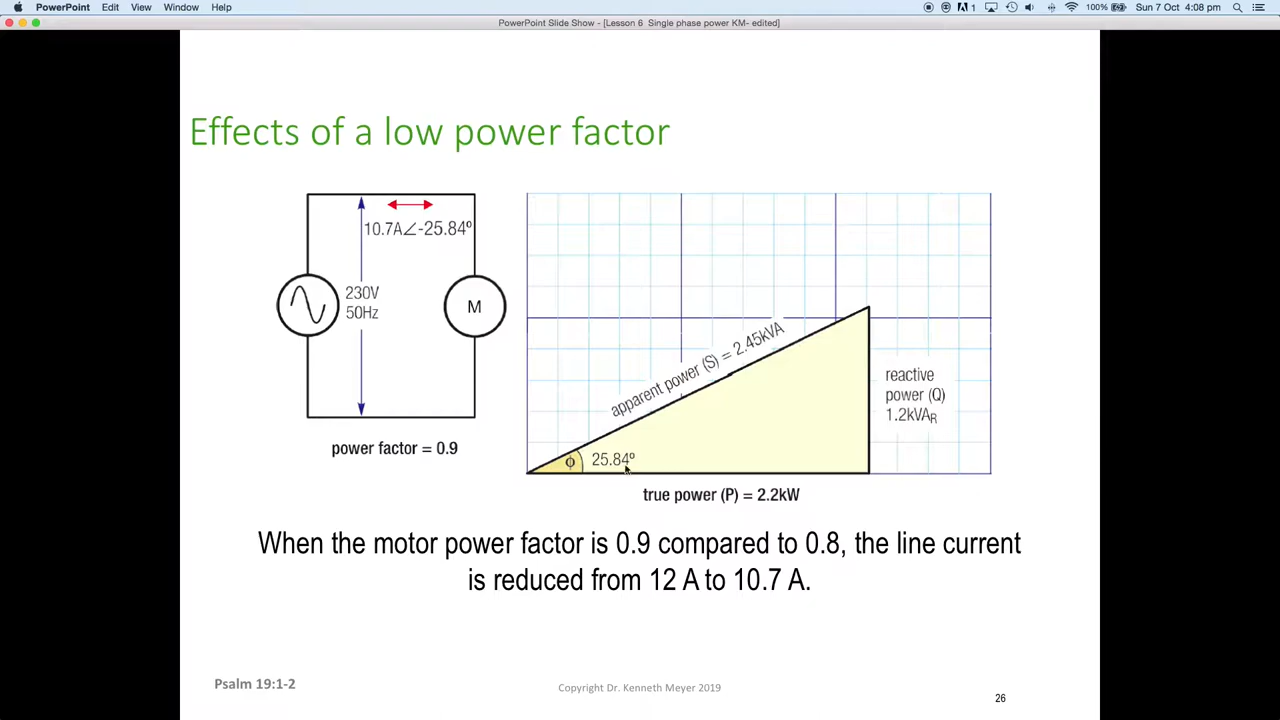 PowerPoint Edit View Window Help
1 100% Sun 7 Oct 4:08 pm
PowerPoint Slide Show - [Lesson 6 Single phase power KM- edited]
Effects of a low power factor
10.7A∠-25.84º
230V
50Hz
M
power factor = 0.9
apparent power (S) = 2.45kVA
reactive
power (Q)
1.2kVAR
ϕ 25.84º
true power (P) = 2.2kW
When the motor power factor is 0.9 compared to 0.8, the line current
is reduced from 12 A to 10.7 A.
Psalm 19:1-2
Copyright Dr. Kenneth Meyer 2019
26